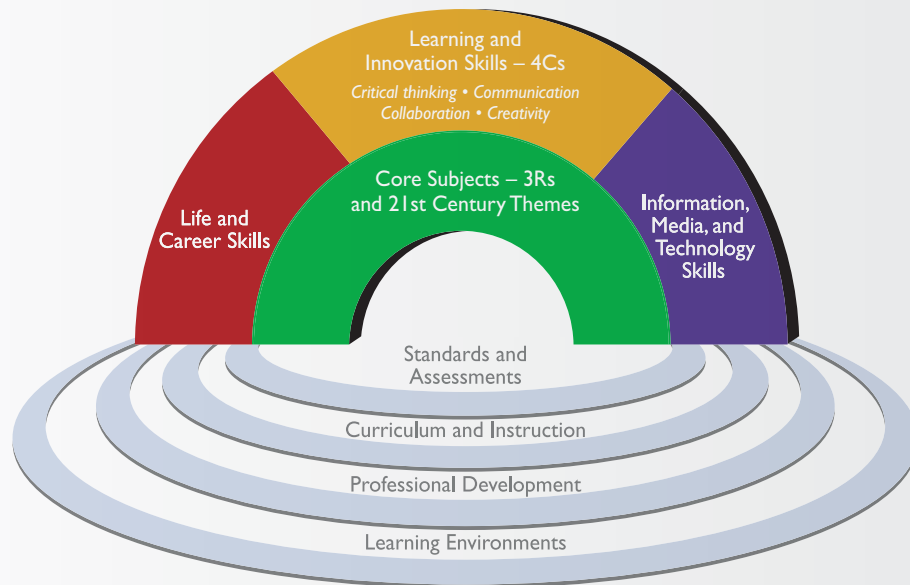 Learning and
Innovation Skills – 4Cs
Critical thinking • Communication
Collaboration • Creativity
Core Subjects – 3Rs
and 21st Century Themes
Life and
Career Skills
Information,
Media, and
Technology
Skills
Standards and
Assessments
Curriculum and Instruction
Professional Development
Learning Environments